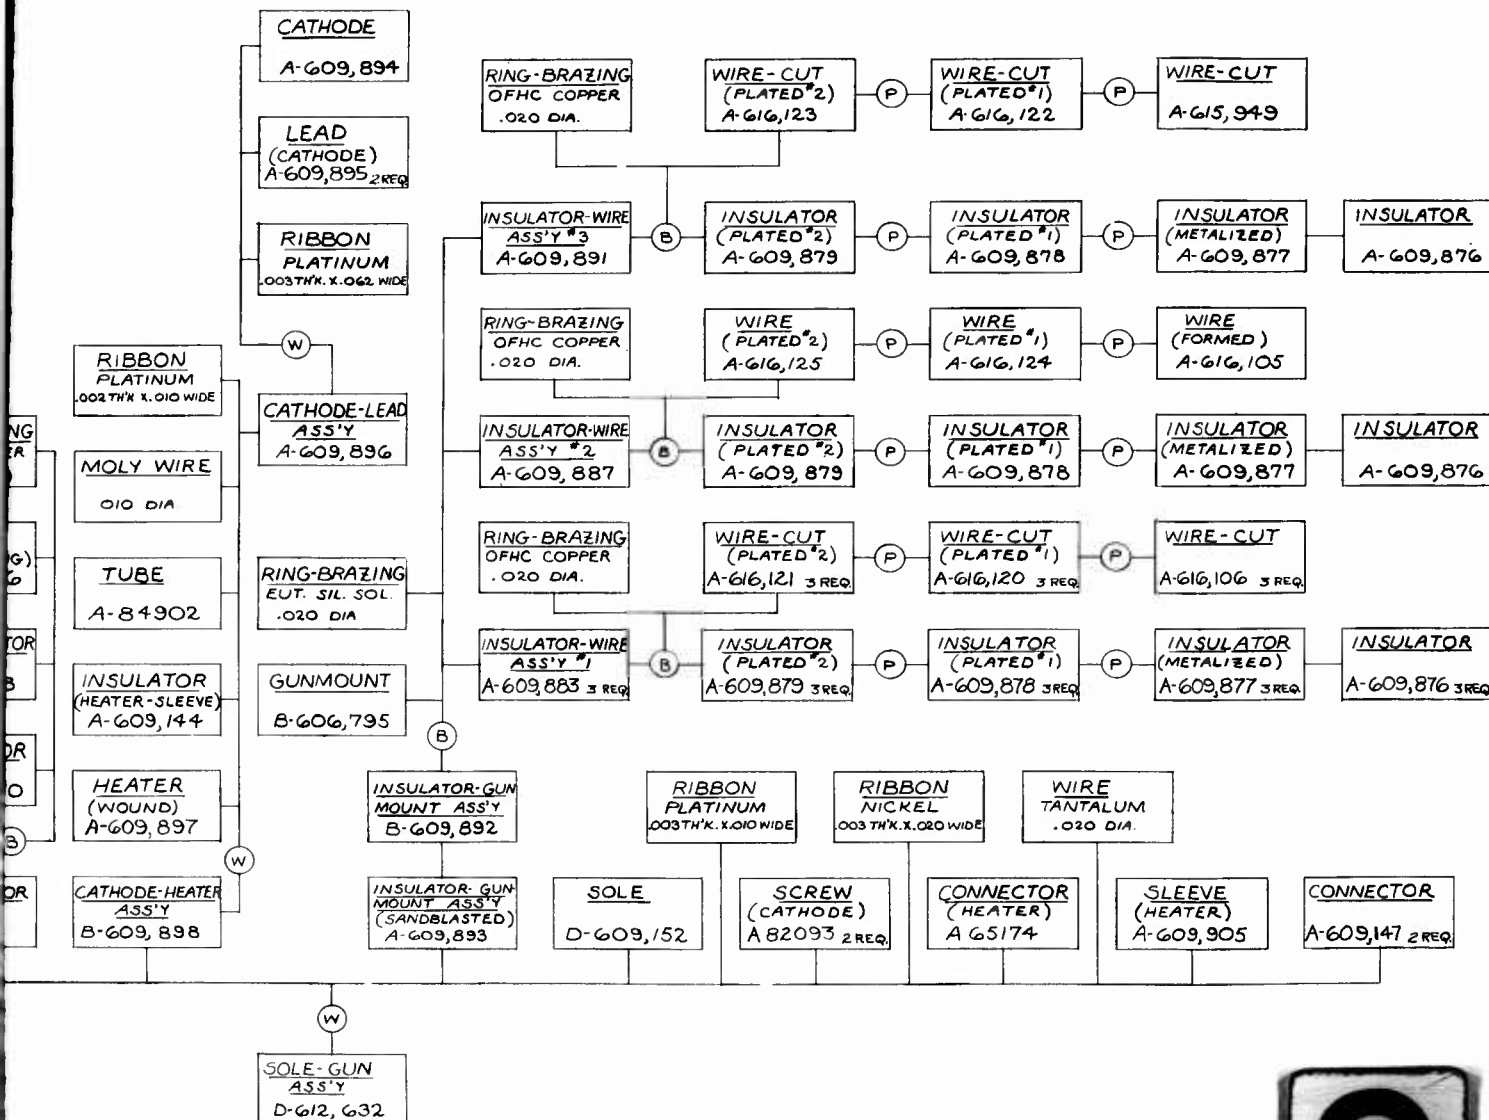 CATHODE
A-609,894
LEAD
(CATHODE)
A-609,895 2 REQ.
RIBBON
PLATINUM
.003 TH'K. X .062 WIDE
W
RING-BRAZING
OFHC COPPER
.020 DIA.
WIRE-CUT
(PLATED #2)
A-616,123
P
WIRE-CUT
(PLATED #1)
A-616,122
P
WIRE-CUT
A-615,949
INSULATOR-WIRE
ASS'Y #3
A-609,891
B
INSULATOR
(PLATED #2)
A-609,879
P
INSULATOR
(PLATED #1)
A-609,878
P
INSULATOR
(METALIZED)
A-609,877
INSULATOR
A-609,876
RING-BRAZING
OFHC COPPER
.020 DIA.
WIRE
(PLATED #2)
A-616,125
P
WIRE
(PLATED #1)
A-616,124
P
WIRE
(FORMED)
A-616,105
RIBBON
PLATINUM
.002 TH'K X .010 WIDE
CATHODE-LEAD
ASS'Y
A-609,896
INSULATOR-WIRE
ASS'Y #2
A-609,887
B
INSULATOR
(PLATED #2)
A-609,879
P
INSULATOR
(PLATED #1)
A-609,878
P
INSULATOR
(METALIZED)
A-609,877
INSULATOR
A-609,876
MOLY WIRE
010 DIA
RING-BRAZING
OFHC COPPER
.020 DIA.
WIRE-CUT
(PLATED #2)
A-616,121 3 REQ.
P
WIRE-CUT
(PLATED #1)
A-616,120 3 REQ.
P
WIRE-CUT
A-616,106 3 REQ.
TUBE
A-84902
RING-BRAZING
EUT. SIL. SOL.
.020 DIA
INSULATOR-WIRE
ASS'Y #1
A-609,883 3 REQ.
B
INSULATOR
(PLATED #2)
A-609,879 3 REQ.
P
INSULATOR
(PLATED #1)
A-609,878 3 REQ.
P
INSULATOR
(METALIZED)
A-609,877 3 REQ.
INSULATOR
A-609,876 3 REQ.
INSULATOR
(HEATER-SLEEVE)
A-609,144
GUNMOUNT
B-606,795
B
HEATER
(WOUND)
A-609,897
B
W
INSULATOR-GUN
MOUNT ASS'Y
B-609,892
RIBBON
PLATINUM
.003 TH'K. X .010 WIDE
RIBBON
NICKEL
.003 TH'K. X .020 WIDE
WIRE
TANTALUM
.020 DIA.
CATHODE-HEATER
ASS'Y
B-609,898
INSULATOR-GUN
MOUNT ASS'Y
(SANDBLASTED)
A-609,893
SOLE
D-609,152
SCREW
(CATHODE)
A 82093 2 REQ.
CONNECTOR
(HEATER)
A 65174
SLEEVE
(HEATER)
A-609,905
CONNECTOR
A-609,147 2 REQ.
W
SOLE-GUN
ASS'Y
D-612,632